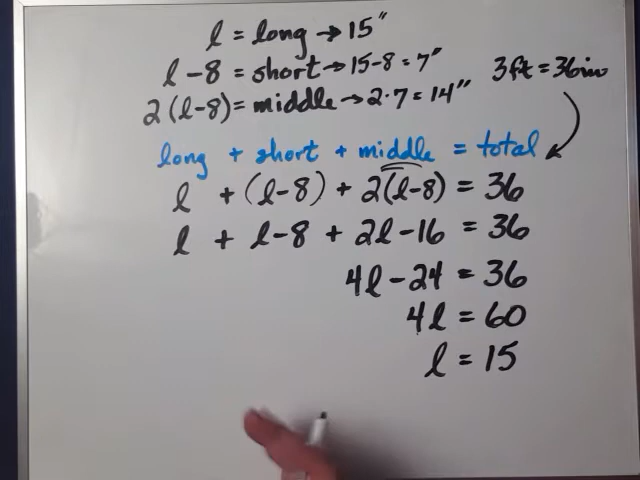 l = long → 15"
l - 8 = short → 15-8 = 7"
3ft = 36in
2(l-8) = middle → 2·7 = 14"
long + short + middle = total
l + (l-8) + 2(l-8) = 36
l + l-8 + 2l-16 = 36
4l-24 = 36
4l = 60
l = 15